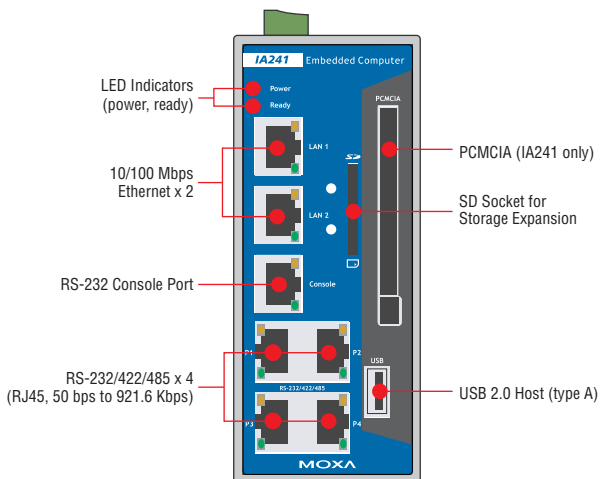 IA241 Embedded Computer
LED Indicators
(power, ready)
Power
Ready
PCMCIA
10/100 Mbps
Ethernet x 2
LAN 1
LAN 2
SD
PCMCIA (IA241 only)
SD Socket for
Storage Expansion
RS-232 Console Port
Console
RS-232/422/485 x 4
(RJ45, 50 bps to 921.6 Kbps)
P1
P2
RS-232/422/485
P3
P4
USB
USB 2.0 Host (type A)
MOXA